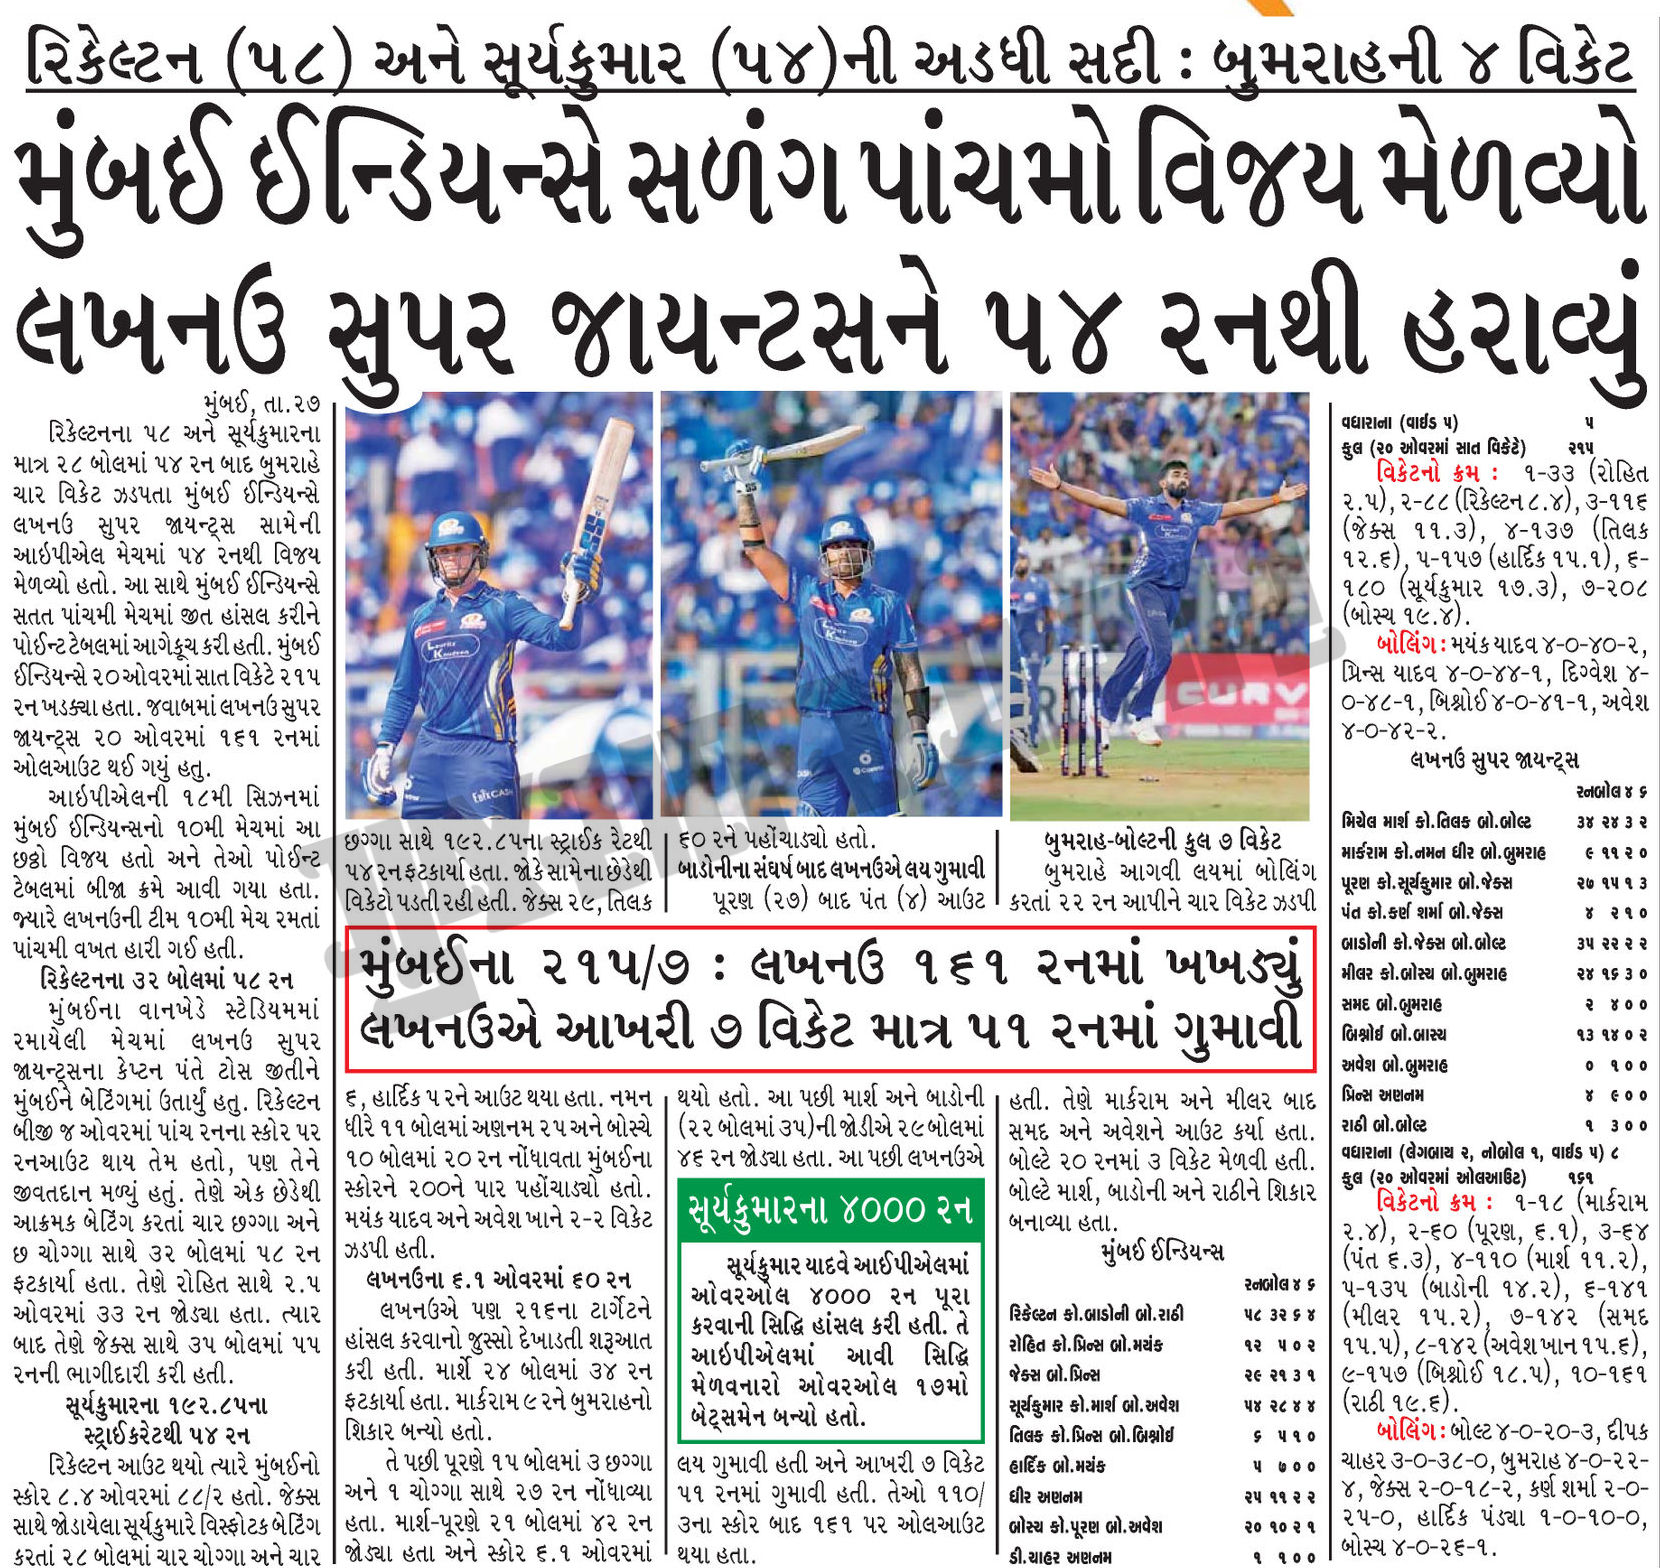 રિકેલ્ટન (૫૮) અને સૂર્યકુમાર (૫૪)ની અડધી સદી : બુમરાહની ૪ વિકેટ
મુંબઈ ઈન્ડિયન્સે સળંગ પાંચમો વિજય મેળવ્યો
લખનઉ સુપર જાયન્ટસને ૫૪ રનથી હરાવ્યું
મુંબઈ, તા.૨૭
રિકેલ્ટનના ૫૮ અને સૂર્યકુમારના
માત્ર ૨૮ બોલમાં ૫૪ રન બાદ બુમરાહે
ચાર વિકેટ ઝડપતા મુંબઈ ઈન્ડિયન્સે
લખનઉ સુપર જાયન્ટ્સ સામેની
આઇપીએલ મેચમાં ૫૪ રનથી વિજય
મેળવ્યો હતો. આ સાથે મુંબઈ ઈન્ડિયન્સે
સતત પાંચમી મેચમાં જીત હાંસલ કરીને
પોઈન્ટ ટેબલમાં આગેકૂચ કરી હતી. મુંબઈ
ઈન્ડિયન્સે ૨૦ ઓવરમાં સાત વિકેટે ૨૧૫
રન ખડક્યા હતા. જવાબમાં લખનઉ સુપર
જાયન્ટ્સ ૨૦ ઓવરમાં ૧૬૧ રનમાં
ઓલઆઉટ થઈ ગયું હતુ.
આઇપીએલની ૧૮મી સિઝનમાં
મુંબઈ ઈન્ડિયન્સનો ૧૦મી મેચમાં આ
છઠ્ઠો વિજય હતો અને તેઓ પોઈન્ટ
ટેબલમાં બીજા ક્રમે આવી ગયા હતા.
જ્યારે લખનઉની ટીમ ૧૦મી મેચ રમતાં
પાંચમી વખત હારી ગઈ હતી.
રિકેલ્ટનના ૩૨ બોલમાં ૫૮ રન
મુંબઈના વાનખેડે સ્ટેડિયમમાં
રમાયેલી મેચમાં લખનઉ સુપર
જાયન્ટ્સના કેપ્ટન પંતે ટોસ જીતીને
મુંબઈને બેટિંગમાં ઉતાર્યું હતુ. રિકેલ્ટન
બીજી જ ઓવરમાં પાંચ રનના સ્કોર પર
રનઆઉટ થાય તેમ હતો, પણ તેને
જીવતદાન મળ્યું હતું. તેણે એક છેડેથી
આક્રમક બેટિંગ કરતાં ચાર છગ્ગા અને
છ ચોગ્ગા સાથે ૩૨ બોલમાં ૫૮ રન
ફટકાર્યા હતા. તેણે રોહિત સાથે ૨.૫
ઓવરમાં ૩૩ રન જોડ્યા હતા. ત્યાર
બાદ તેણે જેક્સ સાથે ૩૫ બોલમાં ૫૫
રનની ભાગીદારી કરી હતી.
સૂર્યકુમારના ૧૯૨.૮૫ના
સ્ટ્રાઈકરેટથી ૫૪ રન
રિકેલ્ટન આઉટ થયો ત્યારે મુંબઈનો
સ્કોર ૮.૪ ઓવરમાં ૮૮/૨ હતો. જેક્સ
સાથે જોડાયેલા સૂર્યકુમારે વિસ્ફોટક બેટિંગ
કરતાં ૨૮ બોલમાં ચાર ચોગ્ગા અને ચાર
છગ્ગા સાથે ૧૯૨.૮૫ના સ્ટ્રાઈક રેટથી
૫૪ રન ફટકાર્યા હતા. જોકે સામેના છેડેથી
વિકેટો પડતી રહી હતી. જેક્સ ૨૯, તિલક
૬૦ રને પહોંચાડ્યો હતો.
બાડોનીના સંઘર્ષ બાદ લખનઉએ લય ગુમાવી
પૂરણ (૨૭) બાદ પંત (૪) આઉટ
બુમરાહ-બોલ્ટની કુલ ૭ વિકેટ
બુમરાહે આગવી લયમાં બોલિંગ
કરતાં ૨૨ રન આપીને ચાર વિકેટ ઝડપી
મુંબઈના ૨૧૫/૭ : લખનઉ ૧૬૧ રનમાં ખખડ્યું
લખનઉએ આખરી ૭ વિકેટ માત્ર ૫૧ રનમાં ગુમાવી
૬, હાર્દિક ૫ રને આઉટ થયા હતા. નમન
ધીરે ૧૧ બોલમાં અણનમ ૨૫ અને બોસ્ચે
૧૦ બોલમાં ૨૦ રન નોંધાવતા મુંબઈના
સ્કોરને ૨૦૦ને પાર પહોંચાડ્યો હતો.
મયંક યાદવ અને અવેશ ખાને ૨-૨ વિકેટ
ઝડપી હતી.
લખનઉના ૬.૧ ઓવરમાં ૬૦ રન
લખનઉએ પણ ૨૧૬ના ટાર્ગેટને
હાંસલ કરવાનો જુસ્સો દેખાડતી શરૂઆત
કરી હતી. માર્શે ૨૪ બોલમાં ૩૪ રન
ફટકાર્યા હતા. માર્કરામ ૯ રને બુમરાહનો
શિકાર બન્યો હતો.
તે પછી પૂરણે ૧૫ બોલમાં ૩ છગ્ગા
અને ૧ ચોગ્ગા સાથે ૨૭ રન નોંધાવ્યા
હતા. માર્શ-પૂરણે ૨૧ બોલમાં ૪૨ રન
જોડ્યા હતા અને સ્કોર ૬.૧ ઓવરમાં
થયો હતો. આ પછી માર્શ અને બાડોની
(૨૨ બોલમાં ૩૫)ની જોડીએ ૨૯ બોલમાં
૪૬ રન જોડ્યા હતા. આ પછી લખનઉએ
સૂર્યકુમારના ૪૦૦૦ રન
સૂર્યકુમાર યાદવે આઈપીએલમાં
ઓવરઓલ ૪૦૦૦ રન પૂરા
કરવાની સિદ્ધિ હાંસલ કરી હતી. તે
આઇપીએલમાં આવી સિદ્ધિ
મેળવનારો ઓવરઓલ ૧૭મો
બેટ્સમેન બન્યો હતો.
લય ગુમાવી હતી અને આખરી ૭ વિકેટ
૫૧ રનમાં ગુમાવી હતી. તેઓ ૧૧૦/
૩ના સ્કોર બાદ ૧૬૧ પર ઓલઆઉટ
થયા હતા.
હતી. તેણે માર્કરામ અને મીલર બાદ
સમદ અને અવેશને આઉટ કર્યા હતા.
બોલ્ટે ૨૦ રનમાં ૩ વિકેટ મેળવી હતી.
બોલ્ટે માર્શ, બાડોની અને રાઠીને શિકાર
બનાવ્યા હતા.
મુંબઈ ઈન્ડિયન્સ
રનબોલ ૪ ૬
રિકેલ્ટન કો.બાડોની બો.રાઠી ૫૮ ૩૨ ૬ ૪
રોહિત કો.પ્રિન્સ બો.મયંક ૧૨ ૫ ૦ ૨
જેક્સ બો.પ્રિન્સ ૨૯ ૨૧ ૩ ૧
સૂર્યકુમાર કો.માર્શ બો.અવેશ ૫૪ ૨૮ ૪ ૪
તિલક કો.પ્રિન્સ બો.બિશ્નોઈ ૬ ૫ ૧ ૦
હાર્દિક બો.મયંક ૫ ૭ ૦ ૦
ધીર અણનમ ૨૫ ૧૧ ૨ ૨
બોસ્ચ કો.પૂરણ બો.અવેશ ૨૦ ૧૦ ૨ ૧
ડી.ચાહર અણનમ ૧ ૧ ૦ ૦
વધારાના (વાઈડ ૫) ૫
કુલ (૨૦ ઓવરમાં સાત વિકેટે) ૨૧૫
વિકેટનો ક્રમ : ૧-૩૩ (રોહિત
૨.૫), ૨-૮૮ (રિકેલ્ટન ૮.૪), ૩-૧૧૬
(જેક્સ ૧૧.૩), ૪-૧૩૭ (તિલક
૧૨.૬), ૫-૧૫૭ (હાર્દિક ૧૫.૧), ૬-
૧૮૦ (સૂર્યકુમાર ૧૭.૩), ૭-૨૦૮
(બોસ્ચ ૧૯.૪).
બોલિંગ: મયંક યાદવ ૪-૦-૪૦-૨,
પ્રિન્સ યાદવ ૪-૦-૪૪-૧, દિગ્વેશ ૪-
૦-૪૮-૧, બિશ્નોઈ ૪-૦-૪૧-૧, અવેશ
૪-૦-૪૨-૨.
લખનઉ સુપર જાયન્ટ્સ
રનબોલ ૪ ૬
મિચેલ માર્શ કો.તિલક બો.બોલ્ટ ૩૪ ૨૪ ૩ ૨
માર્કરામ કો.નમન ધીર બો.બુમરાહ ૯ ૧૧ ૨ ૦
પૂરણ કો.સૂર્યકુમાર બો.જેક્સ ૨૭ ૧૫ ૧ ૩
પંત કો.કર્ણ શર્મા બો.જેક્સ ૪ ૨ ૧ ૦
બાડોની કો.જેક્સ બો.બોલ્ટ ૩૫ ૨૨ ૨ ૨
મીલર કો.બોસ્ચ બો.બુમરાહ ૨૪ ૧૬ ૩ ૦
સમદ બો.બુમરાહ ૨ ૪ ૦ ૦
બિશ્નોઈ બો.બાસ્ચ ૧૩ ૧૪ ૦ ૨
અવેશ બો.બુમરાહ ૦ ૧ ૦ ૦
પ્રિન્સ અણનમ ૪ ૯ ૦ ૦
રાઠી બો.બોલ્ટ ૧ ૩ ૦ ૦
વધારાના (લેગબાય ૨, નોબોલ ૧, વાઈડ ૫) ૮
કુલ (૨૦ ઓવરમાં ઓલઆઉટ) ૧૬૧
વિકેટનો ક્રમ : ૧-૧૮ (માર્કરામ
૨.૪), ૨-૬૦ (પૂરણ, ૬.૧), ૩-૬૪
(પંત ૬.૩), ૪-૧૧૦ (માર્શ ૧૧.૨),
૫-૧૩૫ (બાડોની ૧૪.૨), ૬-૧૪૧
(મીલર ૧૫.૨), ૭-૧૪૨ (સમદ
૧૫.૫), ૮-૧૪૨ (અવેશ ખાન ૧૫.૬),
૯-૧૫૭ (બિશ્નોઈ ૧૮.૫), ૧૦-૧૬૧
(રાઠી ૧૯.૬).
બોલિંગ: બોલ્ટ ૪-૦-૨૦-૩, દીપક
ચાહર ૩-૦-૩૮-૦, બુમરાહ ૪-૦-૨૨-
૪, જેક્સ ૨-૦-૧૮-૨, કર્ણ શર્મા ૨-૦-
૨૫-૦, હાર્દિક પંડ્યા ૧-૦-૧૦-૦,
બોસ્ચ ૪-૦-૨૬-૧.
Lauritz
Knudsen
Lauritz
Knudsen
CURV